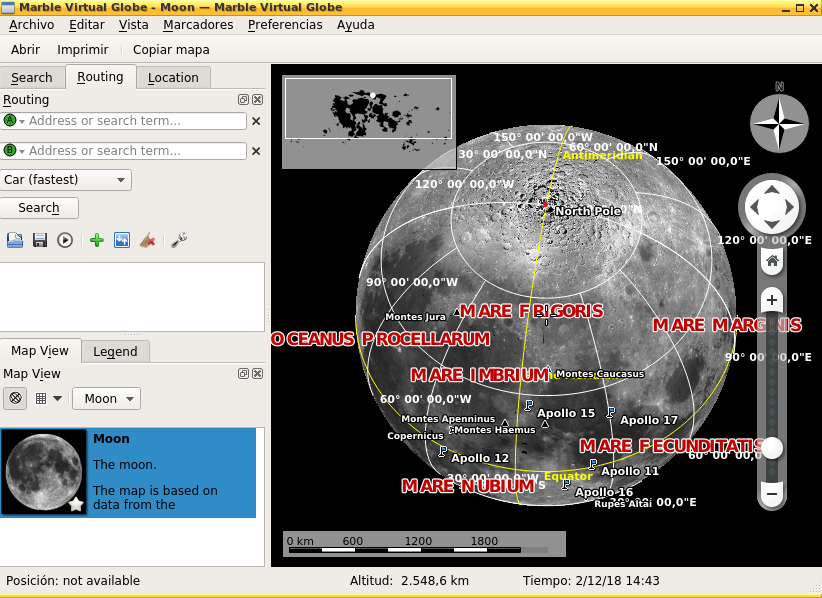 Marble Virtual Globe - Moon — Marble Virtual Globe
Archivo Editar Vista Marcadores Preferencias Ayuda
Abrir Imprimir Copiar mapa
Search Routing Location
Routing
A Address or search term...
B Address or search term...
Car (fastest)
Search
Map View Legend
Map View
Moon
Moon
The moon.
The map is based on
data from the
N
150° 00' 00,0"W
60° 00' 00,0"N
30° 00' 00,0"N
Antimeridian
150° 00' 00,0"E
120° 00' 00,0"W
North Pole
120° 00' 00,0"E
90° 00' 00,0"W
Montes Jura
MARE FRIGORIS
MARE MARGINIS
OCEANUS PROCELLARUM
90° 00' 00,0"E
MARE IMBRIUM
Montes Caucasus
60° 00' 00,0"W
Apollo 15
Apollo 17
Montes Apenninus
Montes Haemus
Copernicus
MARE FECUNDITATIS
Apollo 12
60° 00' 00,0
Apollo 11
30° 00' 00,0"W
Equator
MARE NUBIUM
Apollo 16
Rupes Altai
00,0"E
0 km 600 1200 1800
Posición: not available
Altitud: 2.548,6 km
Tiempo: 2/12/18 14:43